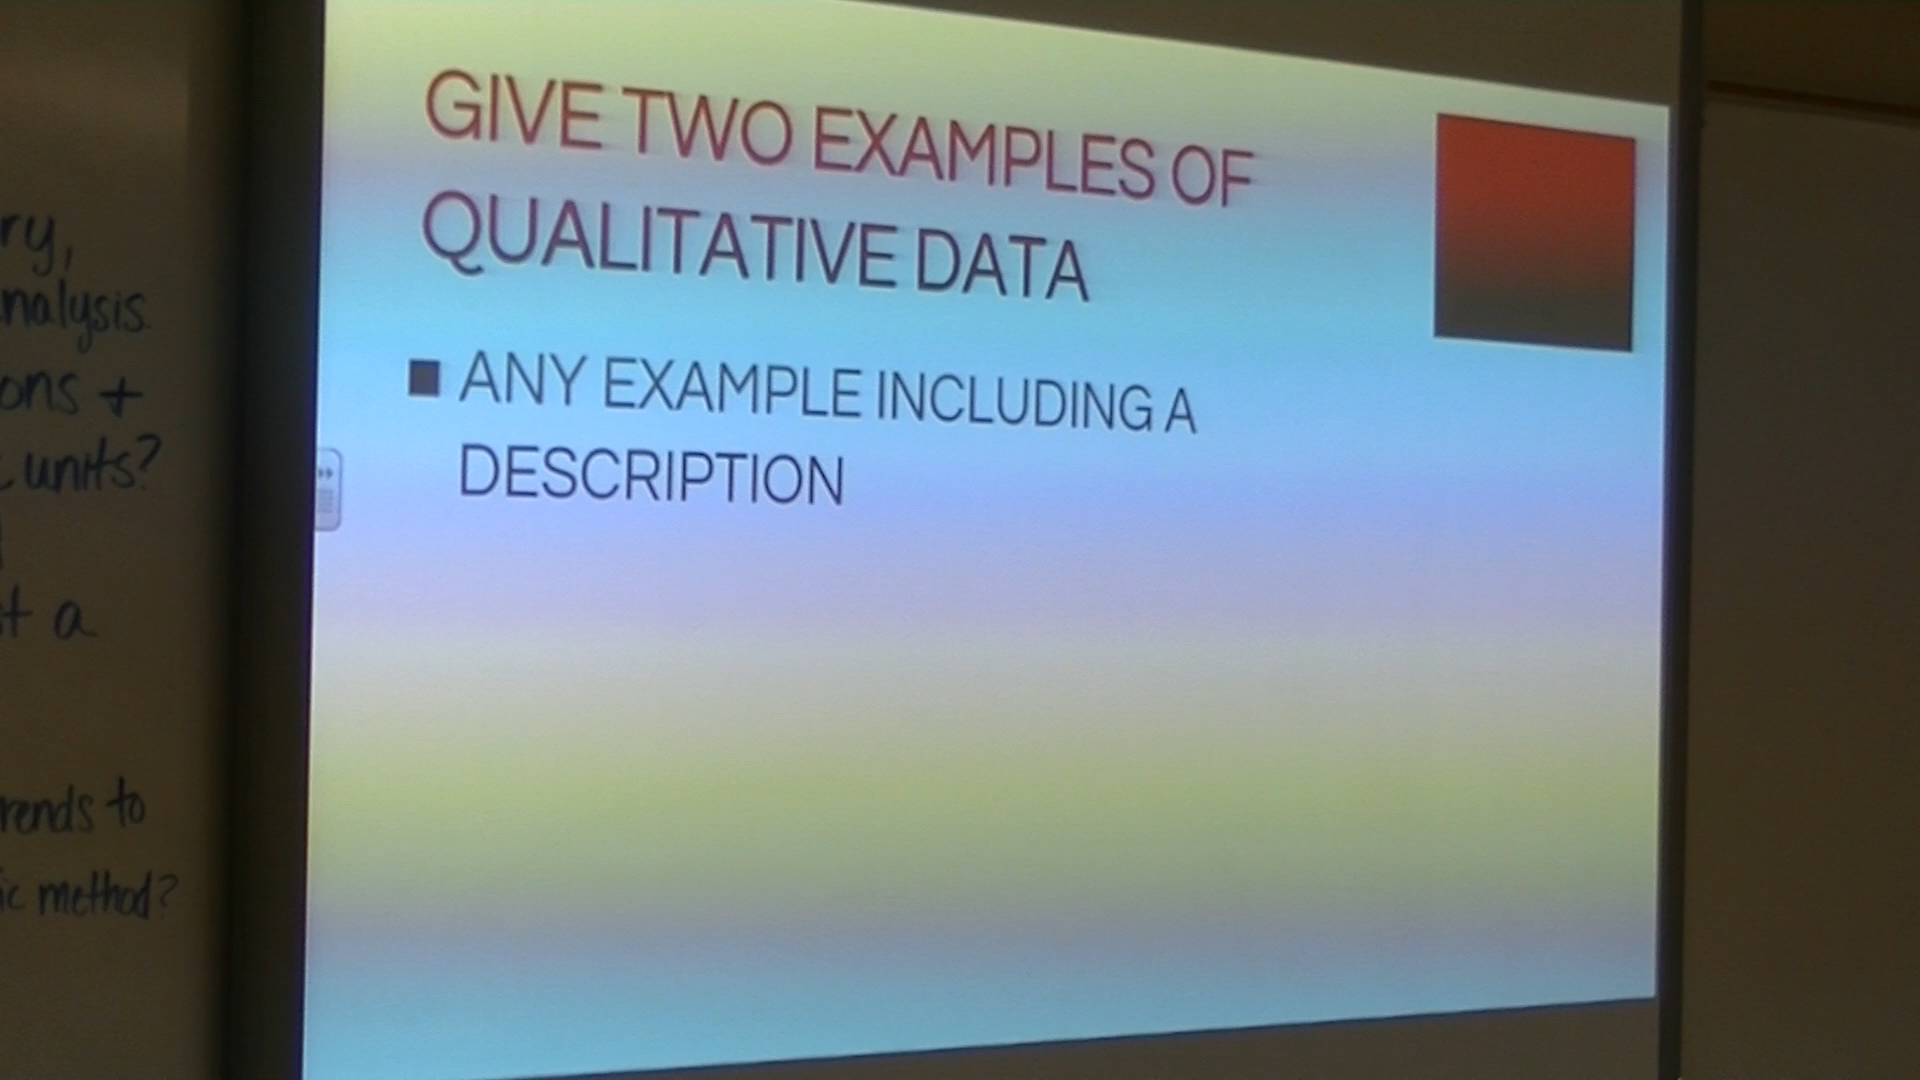 GIVE TWO EXAMPLES OF
QUALITATIVE DATA
ANY EXAMPLE INCLUDING A
DESCRIPTION
ry,
nalysis
ons +
units?
t a
rends to
ic method?